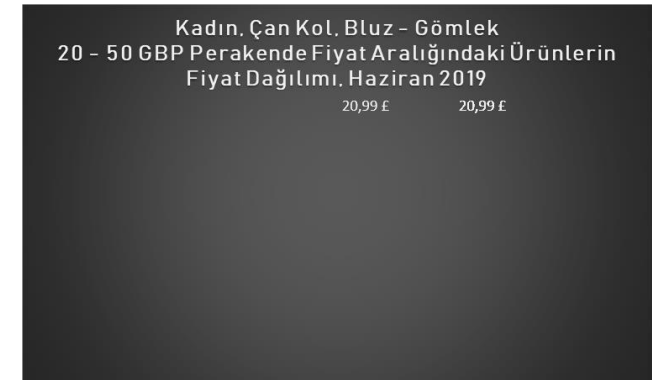 Kadın, Çan Kol, Bluz - Gömlek
20 - 50 GBP Perakende Fiyat Aralığındaki Ürünlerin
Fiyat Dağılımı, Haziran 2019
20,99 £ 20,99 £